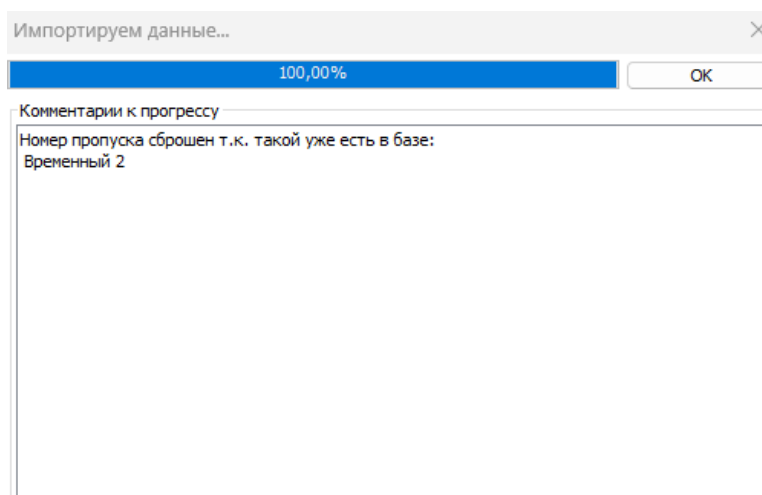 Импортируем данные...
100,00%
OK
Комментарии к прогрессу
Номер пропуска сброшен т.к. такой уже есть в базе:
Временный 2